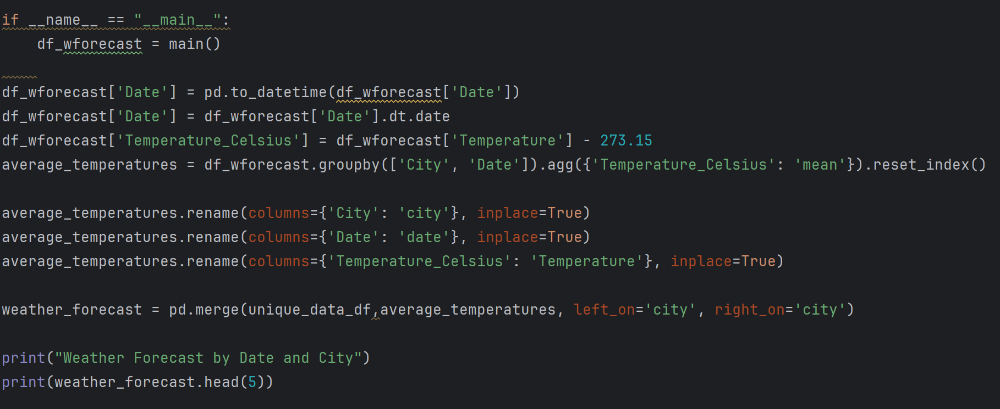 if __name__ == "__main__":
    df_wforecast = main()
df_wforecast['Date'] = pd.to_datetime(df_wforecast['Date'])
df_wforecast['Date'] = df_wforecast['Date'].dt.date
df_wforecast['Temperature_Celsius'] = df_wforecast['Temperature'] - 273.15
average_temperatures = df_wforecast.groupby(['City', 'Date']).agg({'Temperature_Celsius': 'mean'}).reset_index()
average_temperatures.rename(columns={'City': 'city'}, inplace=True)
average_temperatures.rename(columns={'Date': 'date'}, inplace=True)
average_temperatures.rename(columns={'Temperature_Celsius': 'Temperature'}, inplace=True)
weather_forecast = pd.merge(unique_data_df,average_temperatures, left_on='city', right_on='city')
print("Weather Forecast by Date and City")
print(weather_forecast.head(5))